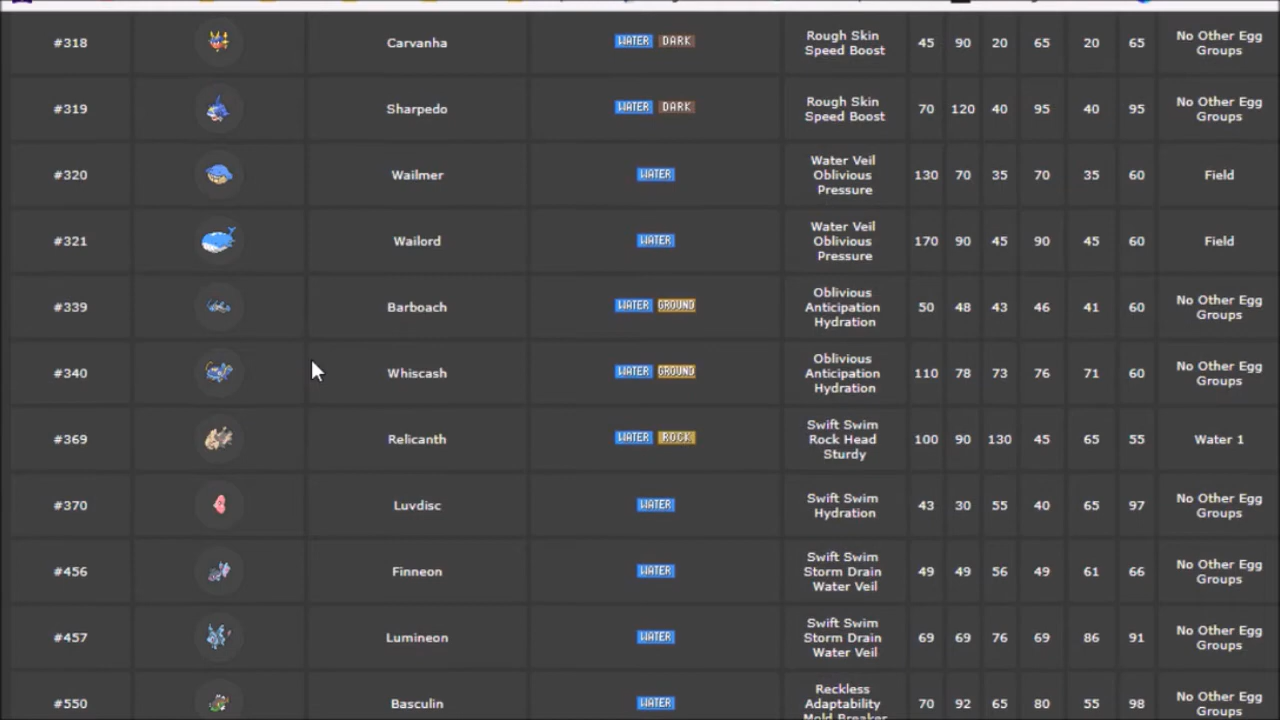 #318 Carvanha WATER DARK Rough Skin Speed Boost 45 90 20 65 20 65 No Other Egg Groups
#319 Sharpedo WATER DARK Rough Skin Speed Boost 70 120 40 95 40 95 No Other Egg Groups
#320 Wailmer WATER Water Veil Oblivious Pressure 130 70 35 70 35 60 Field
#321 Wailord WATER Water Veil Oblivious Pressure 170 90 45 90 45 60 Field
#339 Barboach WATER GROUND Oblivious Anticipation Hydration 50 48 43 46 41 60 No Other Egg Groups
#340 Whiscash WATER GROUND Oblivious Anticipation Hydration 110 78 73 76 71 60 No Other Egg Groups
#369 Relicanth WATER ROCK Swift Swim Rock Head Sturdy 100 90 130 45 65 55 Water 1
#370 Luvdisc WATER Swift Swim Hydration 43 30 55 40 65 97 No Other Egg Groups
#456 Finneon WATER Swift Swim Storm Drain Water Veil 49 49 56 49 61 66 No Other Egg Groups
#457 Lumineon WATER Swift Swim Storm Drain Water Veil 69 69 76 69 86 91 No Other Egg Groups
#550 Basculin WATER Reckless Adaptability Mold Breaker 70 92 65 80 55 98 No Other Egg Groups